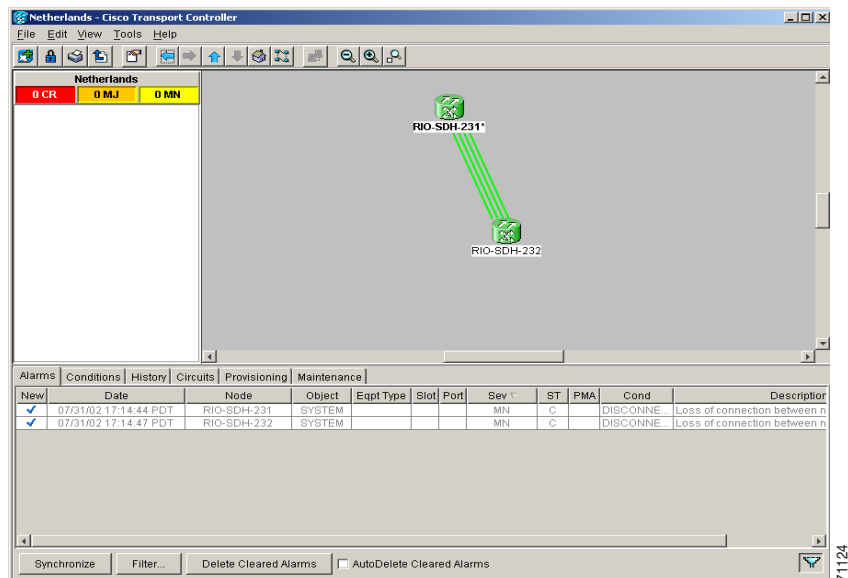 Netherlands - Cisco Transport Controller
File Edit View Tools Help
Netherlands
0 CR 0 MJ 0 MN
RIO-SDH-231*
RIO-SDH-232
Alarms Conditions History Circuits Provisioning Maintenance
New Date Node Object Eqpt Type Slot Port Sev ST PMA Cond Description
07/31/02 17:14:44 PDT RIO-SDH-231 SYSTEM MN C DISCONNE... Loss of connection between n
07/31/02 17:14:47 PDT RIO-SDH-232 SYSTEM MN C DISCONNE... Loss of connection between n
Synchronize Filter... Delete Cleared Alarms AutoDelete Cleared Alarms
71124